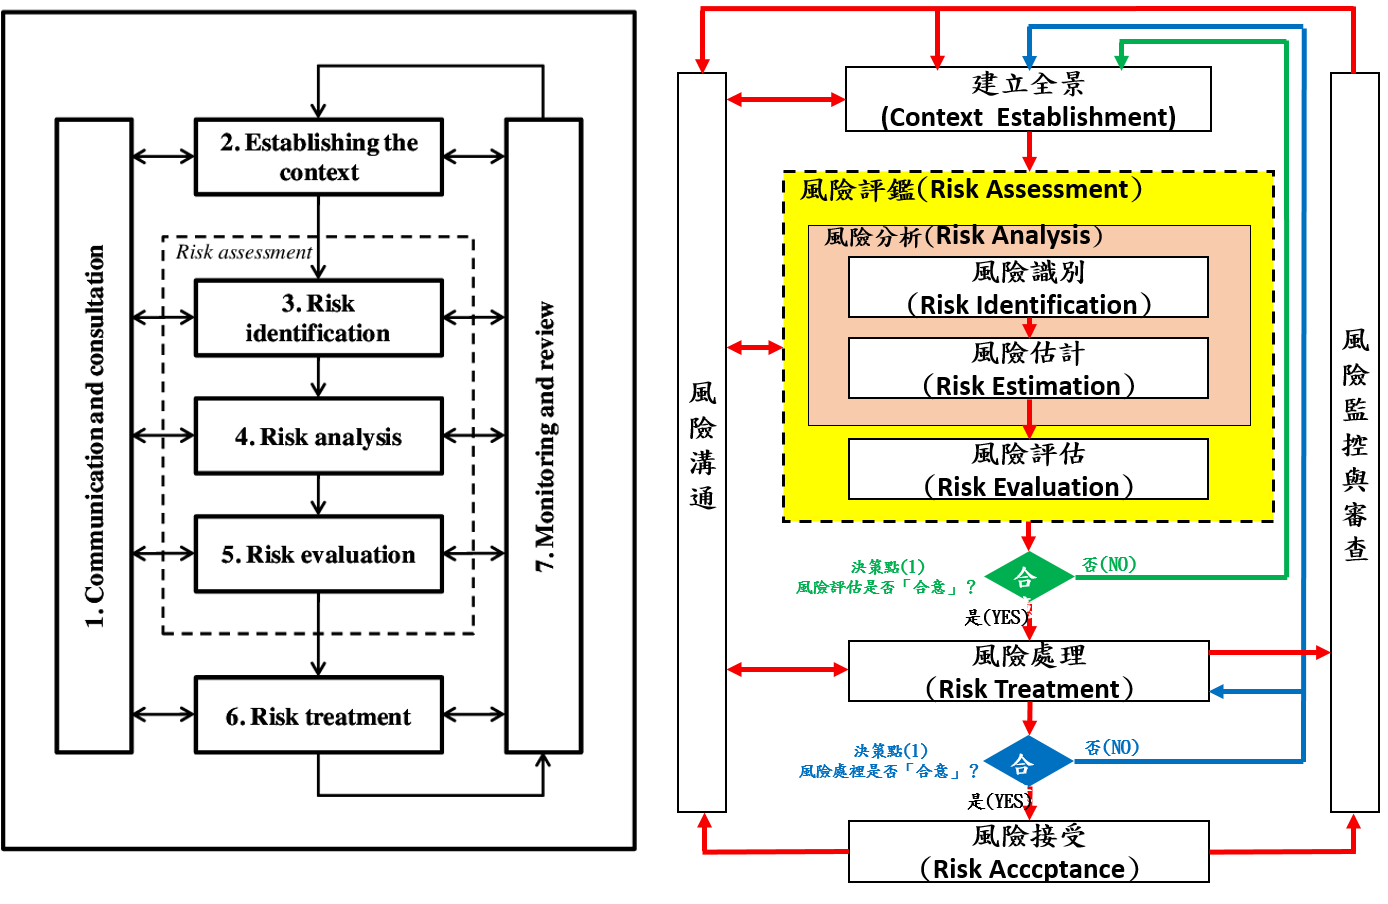 1. Communication and consultation
2. Establishing the
context
Risk assessment
3. Risk
identification
4. Risk analysis
5. Risk evaluation
6. Risk treatment
7. Monitoring and review
風險溝通
建立全景
(Context Establishment)
風險評鑑(Risk Assessment)
風險分析(Risk Analysis)
風險識別
(Risk Identification)
風險估計
(Risk Estimation)
風險評估
(Risk Evaluation)
決策點(1)
風險評估是否「合意」?
合
否(NO)
是(YES)
風險處理
(Risk Treatment)
決策點(1)
風險處裡是否「合意」?
合
否(NO)
是(YES)
風險接受
(Risk Acccptance)
風險監控與審查